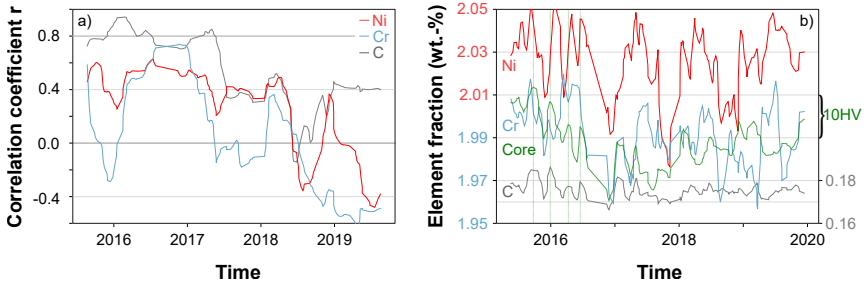 a)
Ni
Cr
C
Correlation coefficient r
0.8
0.4
0.0
-0.4
2016
2017
2018
2019
Time
b)
Element fraction (wt.-%)
2.05
2.03
2.01
1.99
1.97
1.95
Ni
Cr
Core
C
10HV
0.18
0.16
2016
2018
2020
Time